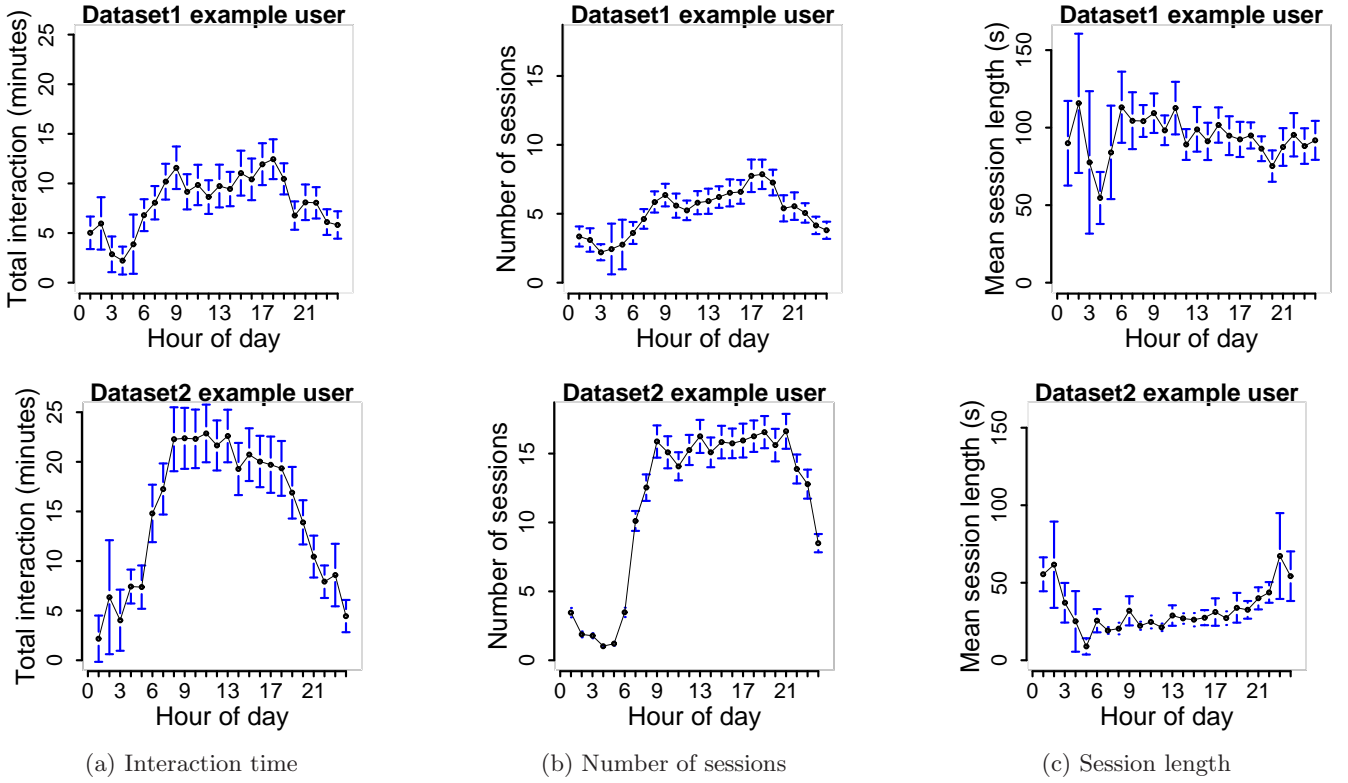 Dataset1 example user
Total interaction (minutes)
0 5 10 15 20 25
0 3 6 9 13 17 21
Hour of day
Dataset1 example user
Number of sessions
0 5 10 15
0 3 6 9 13 17 21
Hour of day
Dataset1 example user
Mean session length (s)
0 50 100 150
0 3 6 9 13 17 21
Hour of day
Dataset2 example user
Total interaction (minutes)
0 5 10 15 20 25
0 3 6 9 13 17 21
Hour of day
(a) Interaction time
Dataset2 example user
Number of sessions
0 5 10 15
0 3 6 9 13 17 21
Hour of day
(b) Number of sessions
Dataset2 example user
Mean session length (s)
0 50 100 150
0 3 6 9 13 17 21
Hour of day
(c) Session length